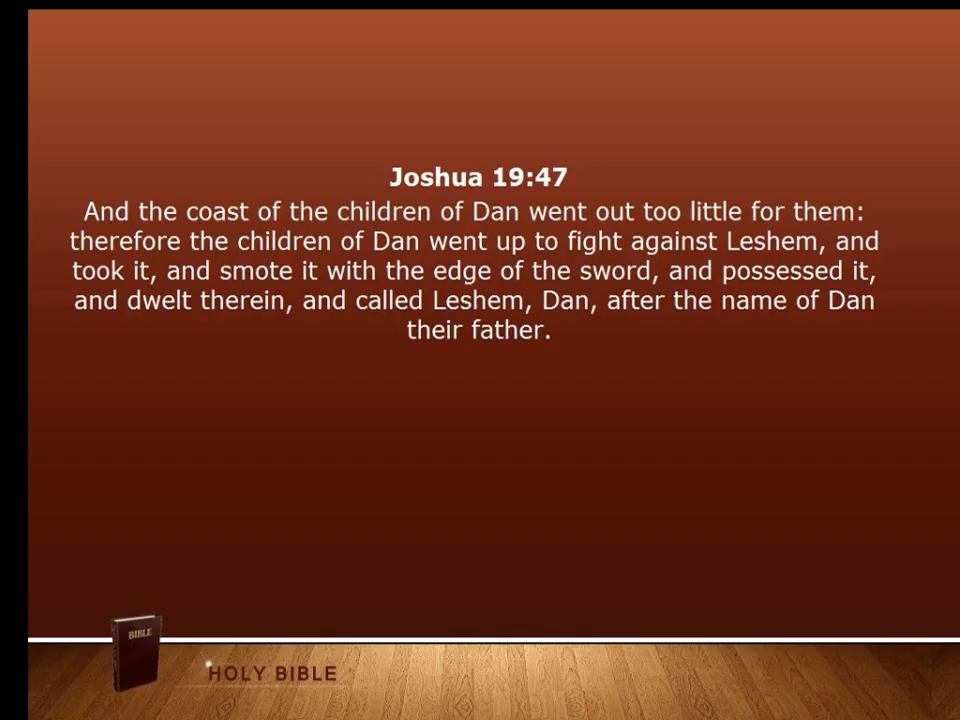 Joshua 19:47
And the coast of the children of Dan went out too little for them:
therefore the children of Dan went up to fight against Leshem, and
took it, and smote it with the edge of the sword, and possessed it,
and dwelt therein, and called Leshem, Dan, after the name of Dan
their father.
BIBLE
HOLY BIBLE